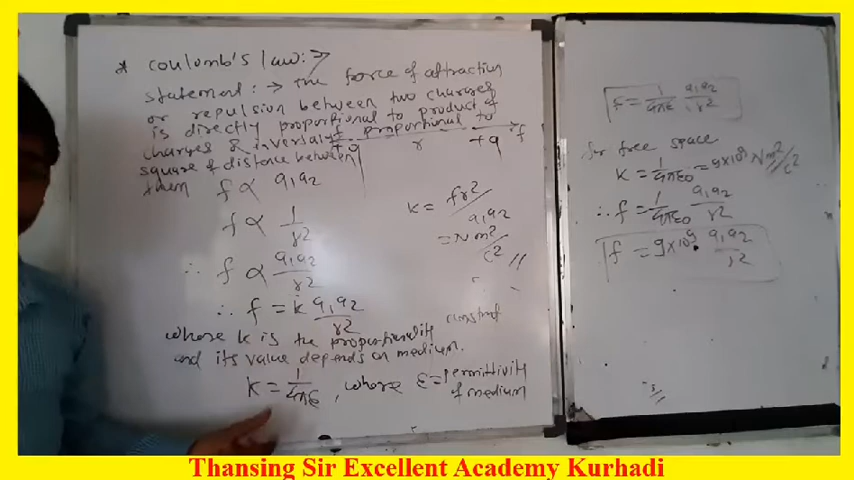 * Coulomb's law :->
Statement :-> The force of attraction
or repulsion between two charges
is directly proportional to product of
charges & inversaly proportional to
square of distance between
them
+q r +q f
f ∝ q1q2
f ∝ 1/r2
∴ f ∝ q1q2/r2
∴ f = k q1q2/r2
where k is the proportionality constant
and its value depends on medium.
k = 1/4πε , where ε = permittivity
of medium
k = fr2/q1q2
= Nm2/c2 //
f = 1/4πε q1q2/r2
for free space
k = 1/4πε0 = 9x10^9 Nm2/c2
∴ f = 1/4πε0 q1q2/r2
f = 9x10^9 q1q2/r2
Thansing Sir Excellent Academy Kurhadi